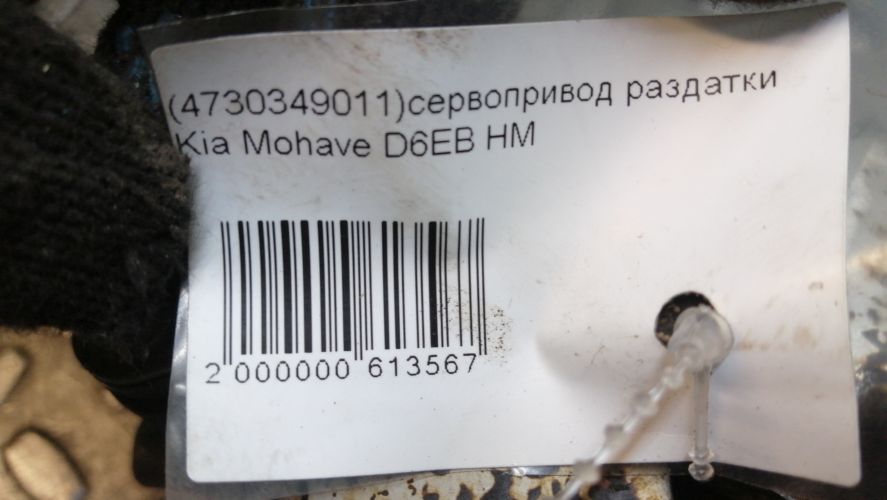 (4730349011)сервопривод раздатки
Kia Mohave D6EB HM
2 000000 613567